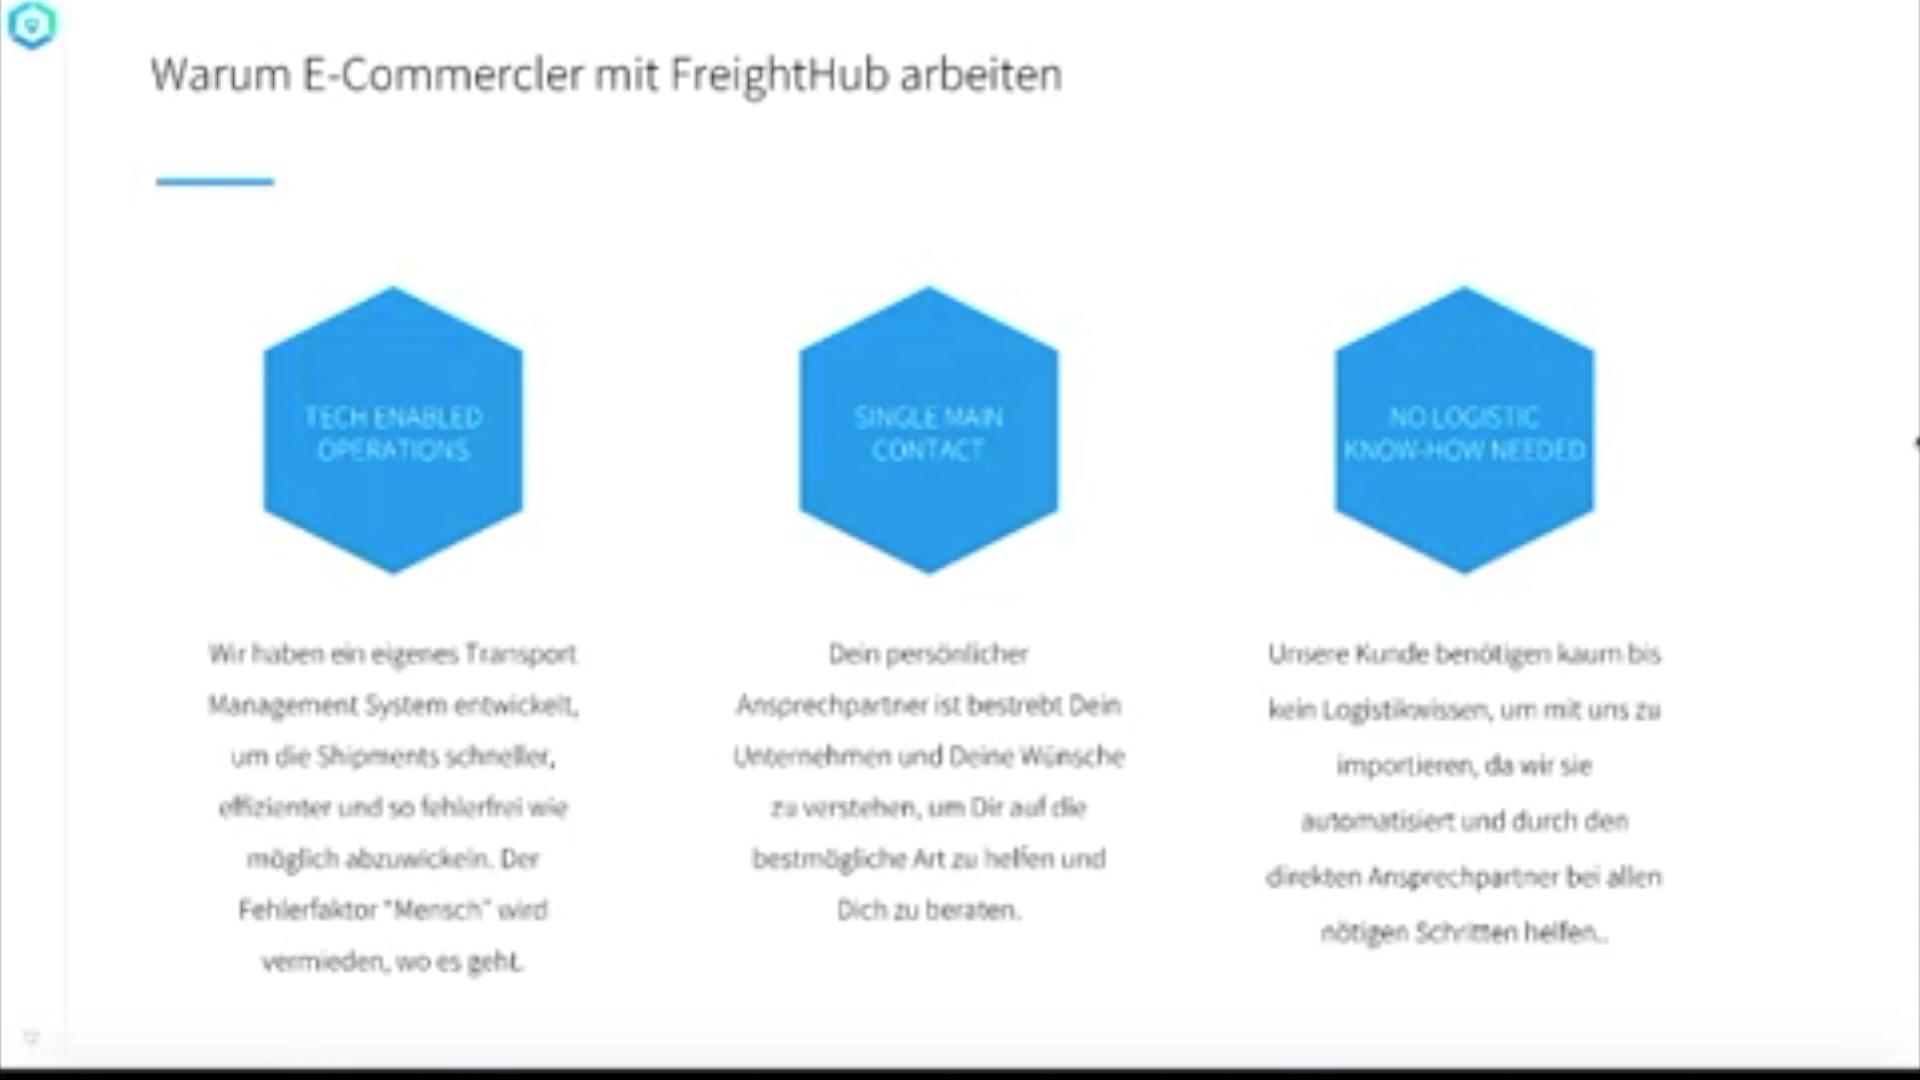 Warum E-Commercler mit FreightHub arbeiten
TECH ENABLED
OPERATIONS
Wir haben ein eigenes Transport
Management System entwickelt,
um die Shipments schneller,
effizienter und so fehlerfrei wie
möglich abzuwickeln. Der
Fehlerfaktor "Mensch" wird
vermieden, wo es geht.
SINGLE MAIN
CONTACT
Dein persönlicher
Ansprechpartner ist bestrebt Dein
Unternehmen und Deine Wünsche
zu verstehen, um Dir auf die
bestmögliche Art zu helfen und
Dich zu beraten.
NO LOGISTIC
KNOW-HOW NEEDED
Unsere Kunde benötigen kaum bis
kein Logistikwissen, um mit uns zu
importieren, da wir sie
automatisiert und durch den
direkten Ansprechpartner bei allen
nötigen Schritten helfen..